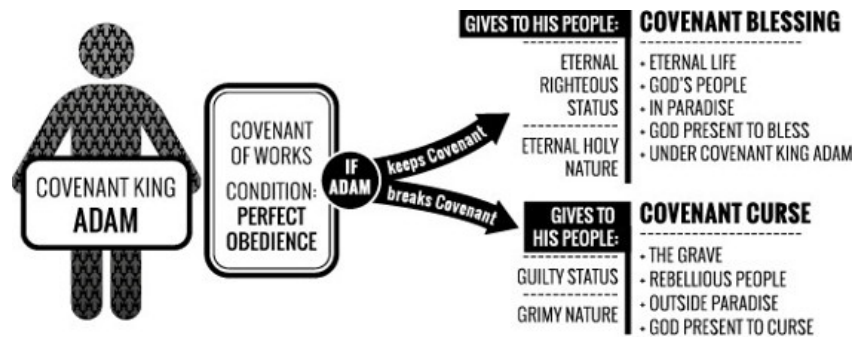 COVENANT KING
ADAM
COVENANT
OF WORKS
CONDITION:
PERFECT
OBEDIENCE
IF
ADAM
keeps Covenant
breaks Covenant
GIVES TO HIS PEOPLE:
ETERNAL
RIGHTEOUS
STATUS
ETERNAL HOLY
NATURE
COVENANT BLESSING
+ ETERNAL LIFE
+ GOD'S PEOPLE
+ IN PARADISE
+ GOD PRESENT TO BLESS
+ UNDER COVENANT KING ADAM
GIVES TO
HIS PEOPLE:
GUILTY STATUS
GRIMY NATURE
COVENANT CURSE
+ THE GRAVE
+ REBELLIOUS PEOPLE
+ OUTSIDE PARADISE
+ GOD PRESENT TO CURSE